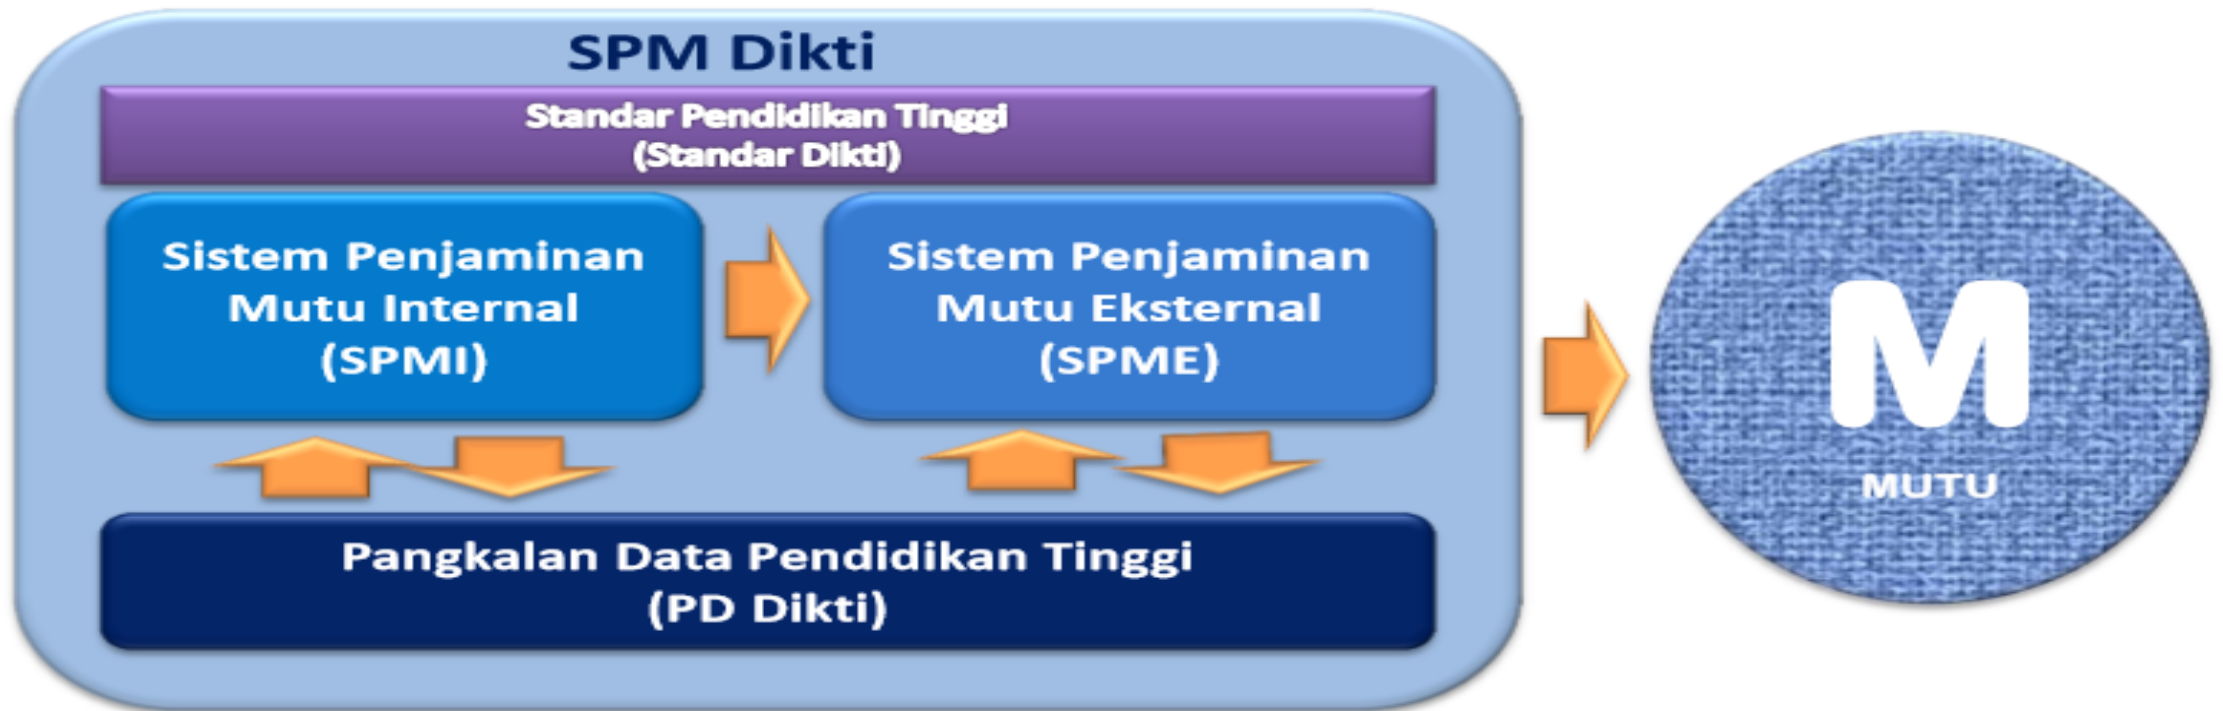 SPM Dikti
Standar Pendidikan Tinggi
(Standar Dikti)
Sistem Penjaminan
Mutu Internal
(SPMI)
Sistem Penjaminan
Mutu Eksternal
(SPME)
Pangkalan Data Pendidikan Tinggi
(PD Dikti)
M
MUTU